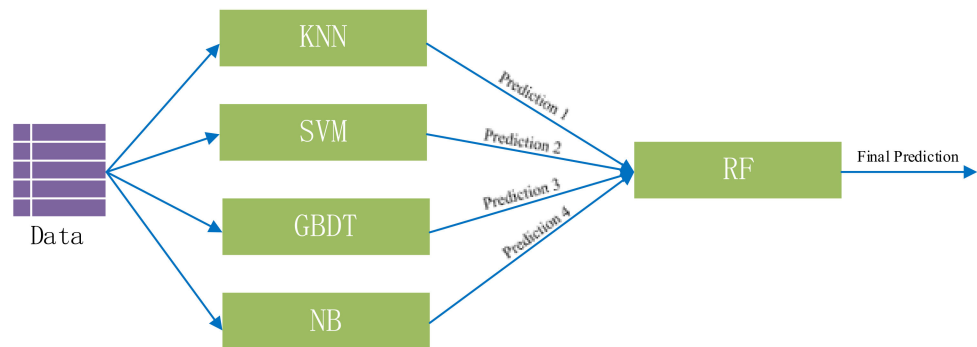 KNN
Prediction 1
SVM
Prediction 2
RF
Final Prediction
Data
GBDT
Prediction 3
NB
Prediction 4